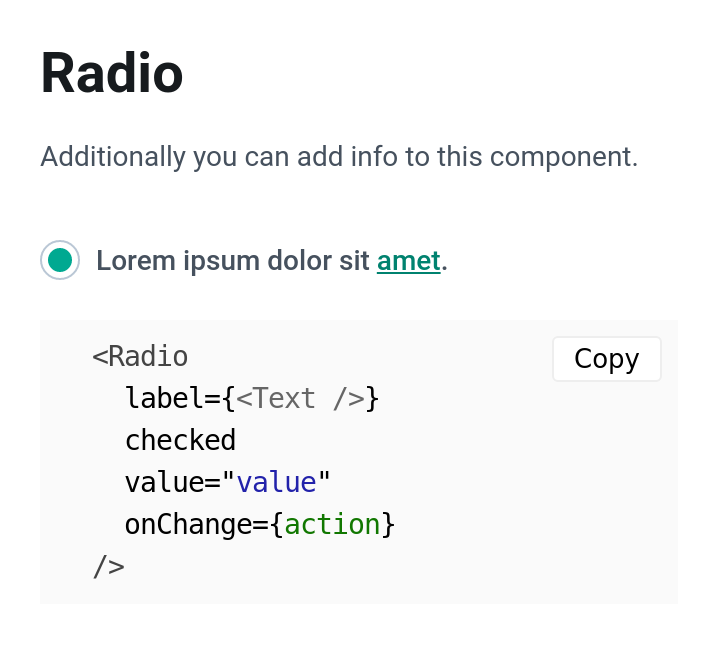 Radio
Additionally you can add info to this component.
Lorem ipsum dolor sit amet.
Copy
<Radio
  label={<Text />}
  checked
  value="value"
  onChange={action}
/>